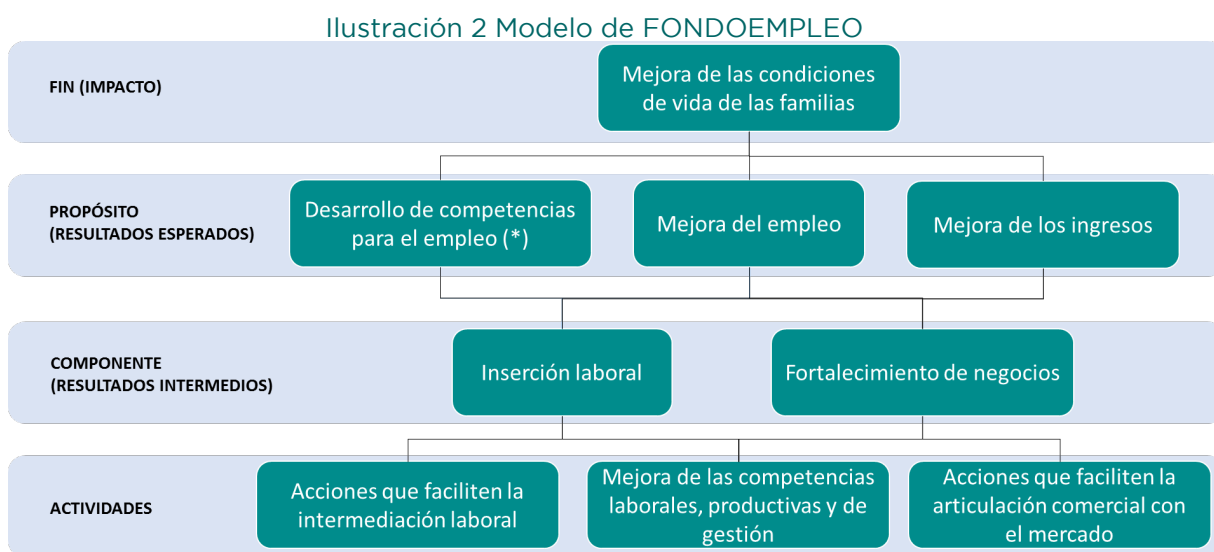 Ilustración 2 Modelo de FONDOEMPLEO
FIN (IMPACTO)
Mejora de las condiciones
de vida de las familias
PROPÓSITO
(RESULTADOS ESPERADOS)
Desarrollo de competencias
para el empleo (*)
Mejora del empleo
Mejora de los ingresos
COMPONENTE
(RESULTADOS INTERMEDIOS)
Inserción laboral
Fortalecimiento de negocios
ACTIVIDADES
Acciones que faciliten la
intermediación laboral
Mejora de las competencias
laborales, productivas y de
gestión
Acciones que faciliten la
articulación comercial con
el mercado